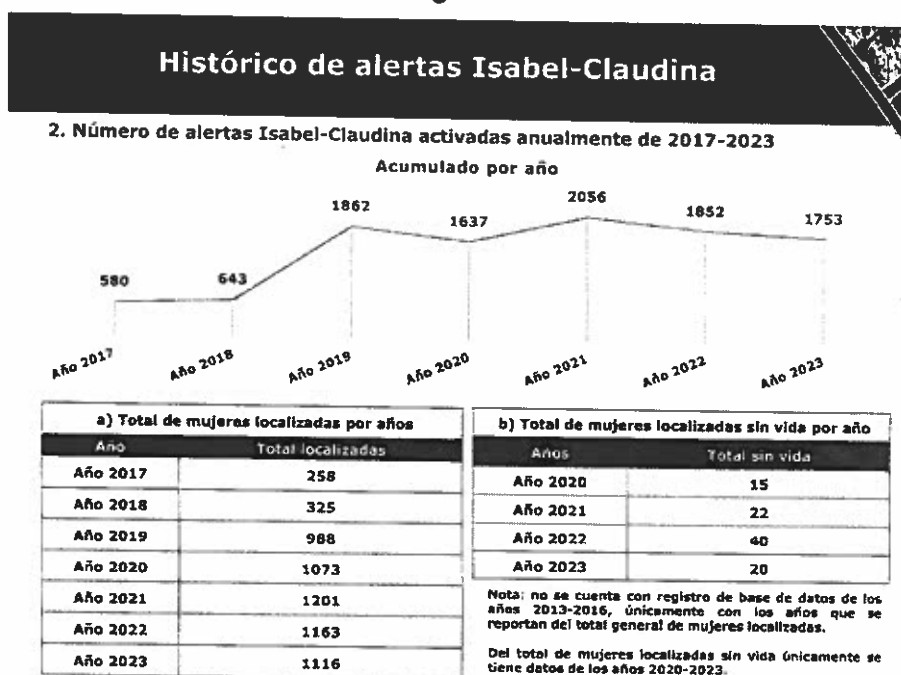 Histórico de alertas Isabel-Claudina
2. Número de alertas Isabel-Claudina activadas anualmente de 2017-2023
Acumulado por año
580
643
1862
1637
2056
1852
1753
Año 2017
Año 2018
Año 2019
Año 2020
Año 2021
Año 2022
Año 2023
a) Total de mujeres localizadas por años
Año Total localizadas
Año 2017 258
Año 2018 325
Año 2019 988
Año 2020 1073
Año 2021 1201
Año 2022 1163
Año 2023 1116
b) Total de mujeres localizadas sin vida por año
Años Total sin vida
Año 2020 15
Año 2021 22
Año 2022 40
Año 2023 20
Nota: no se cuenta con registro de base de datos de los
años 2013-2016, únicamente con los años que se
reportan del total general de mujeres localizadas.
Del total de mujeres localizadas sin vida únicamente se
tiene datos de los años 2020-2023.